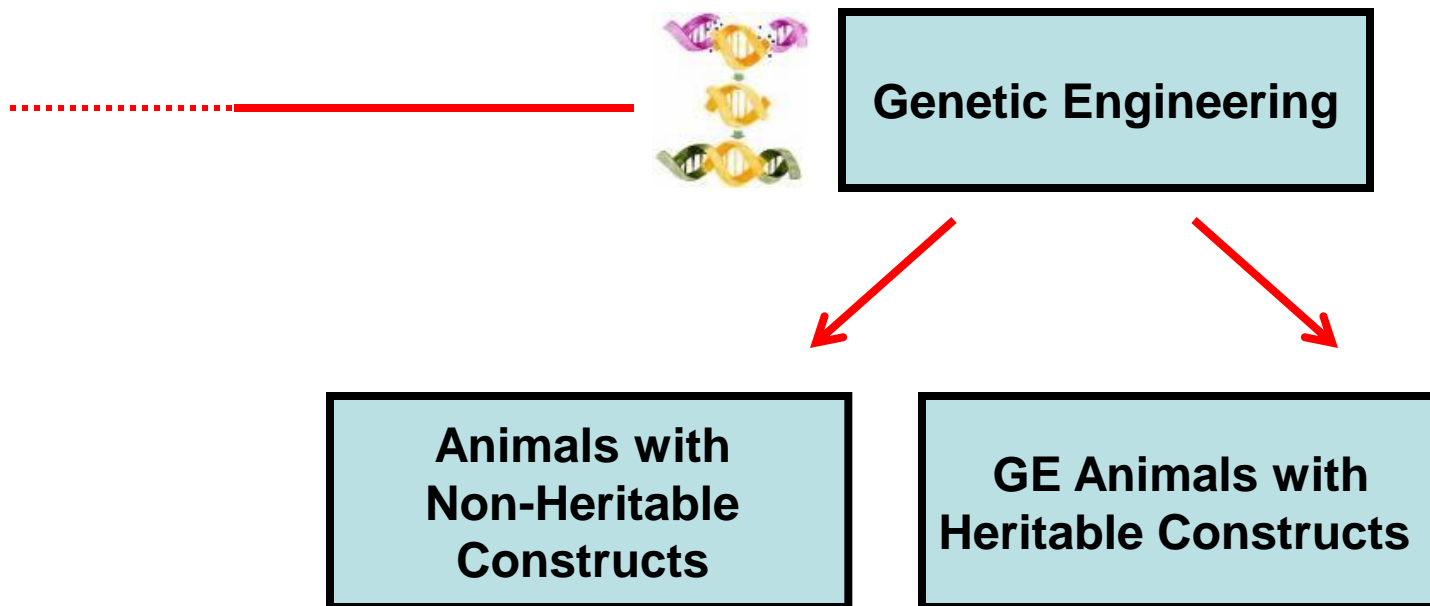 Genetic Engineering
Animals with
Non-Heritable
Constructs
GE Animals with
Heritable Constructs